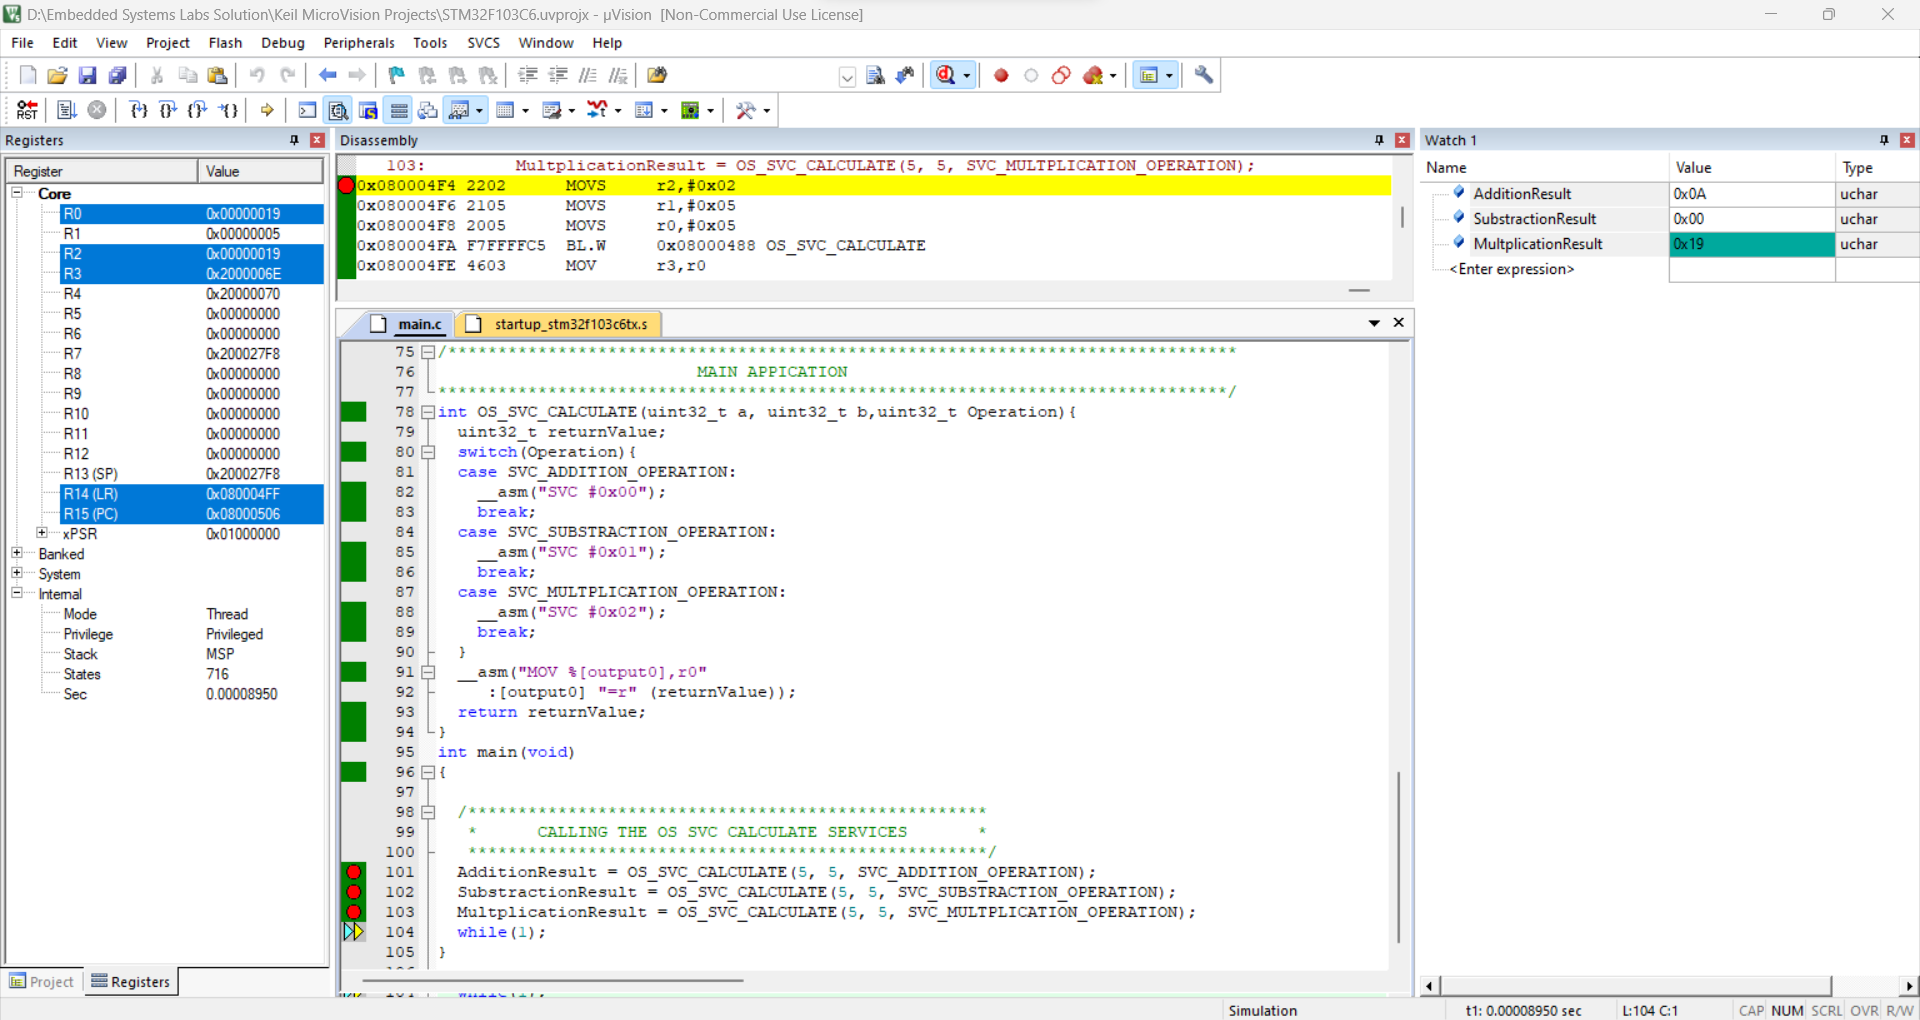 D:\Embedded Systems Labs Solution\Keil MicroVision Projects\STM32F103C6.uvprojx - µVision [Non-Commercial Use License]
File Edit View Project Flash Debug Peripherals Tools SVCS Window Help
RST
Registers
Register Value
Core
R0 0x00000019
R1 0x00000005
R2 0x00000019
R3 0x2000006E
R4 0x20000070
R5 0x00000000
R6 0x00000000
R7 0x200027F8
R8 0x00000000
R9 0x00000000
R10 0x00000000
R11 0x00000000
R12 0x00000000
R13 (SP) 0x200027F8
R14 (LR) 0x080004FF
R15 (PC) 0x08000506
xPSR 0x01000000
Banked
System
Internal
Mode Thread
Privilege Privileged
Stack MSP
States 716
Sec 0.00008950
Project Registers
Disassembly
103: MultplicationResult = OS_SVC_CALCULATE(5, 5, SVC_MULTPLICATION_OPERATION);
0x080004F4 2202 MOVS r2,#0x02
0x080004F6 2105 MOVS r1,#0x05
0x080004F8 2005 MOVS r0,#0x05
0x080004FA F7FFFFC5 BL.W 0x08000488 OS_SVC_CALCULATE
0x080004FE 4603 MOV r3,r0
main.c startup_stm32f103c6tx.s
75 /*******************************************************************************
76 MAIN APPICATION
77 *******************************************************************************/
78 int OS_SVC_CALCULATE(uint32_t a, uint32_t b,uint32_t Operation){
79 uint32_t returnValue;
80 switch(Operation){
81 case SVC_ADDITION_OPERATION:
82 __asm("SVC #0x00");
83 break;
84 case SVC_SUBSTRACTION_OPERATION:
85 __asm("SVC #0x01");
86 break;
87 case SVC_MULTPLICATION_OPERATION:
88 __asm("SVC #0x02");
89 break;
90 }
91 __asm("MOV %[output0],r0"
92 :[output0] "=r" (returnValue));
93 return returnValue;
94 }
95 int main(void)
96 {
97
98 /****************************************************
99 * CALLING THE OS SVC CALCULATE SERVICES *
100 ****************************************************/
101 AdditionResult = OS_SVC_CALCULATE(5, 5, SVC_ADDITION_OPERATION);
102 SubstractionResult = OS_SVC_CALCULATE(5, 5, SVC_SUBSTRACTION_OPERATION);
103 MultplicationResult = OS_SVC_CALCULATE(5, 5, SVC_MULTPLICATION_OPERATION);
104 while(1);
105 }
Watch 1
Name Value Type
AdditionResult 0x0A uchar
SubstractionResult 0x00 uchar
MultplicationResult 0x19 uchar
<Enter expression>
Simulation t1: 0.00008950 sec L:104 C:1 CAP NUM SCRL OVR R/W